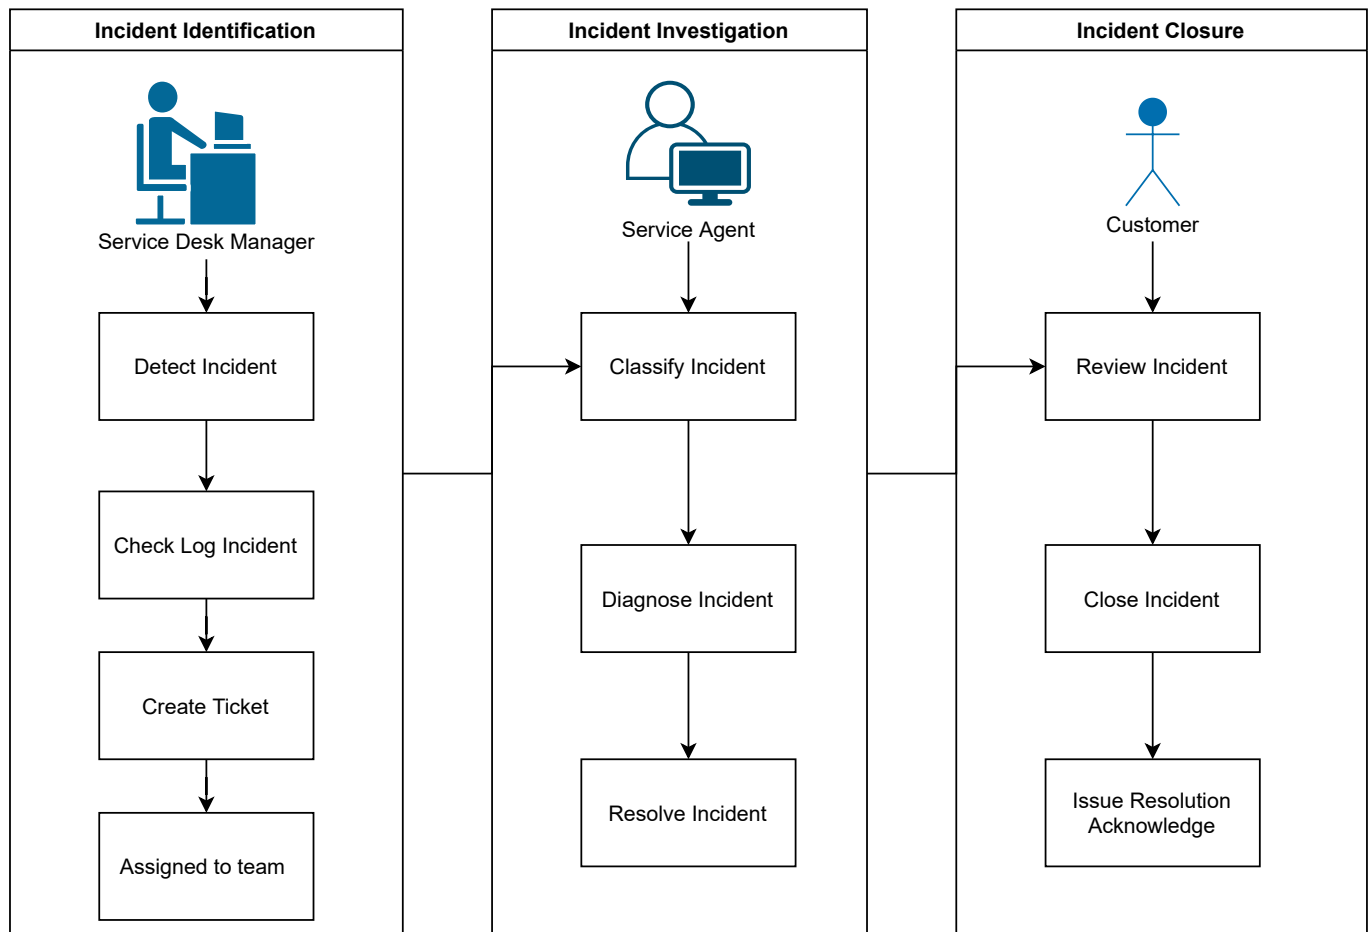 Incident Identification
Service Desk Manager
Detect Incident
Check Log Incident
Create Ticket
Assigned to team
Incident Investigation
Service Agent
Classify Incident
Diagnose Incident
Resolve Incident
Incident Closure
Customer
Review Incident
Close Incident
Issue Resolution
Acknowledge